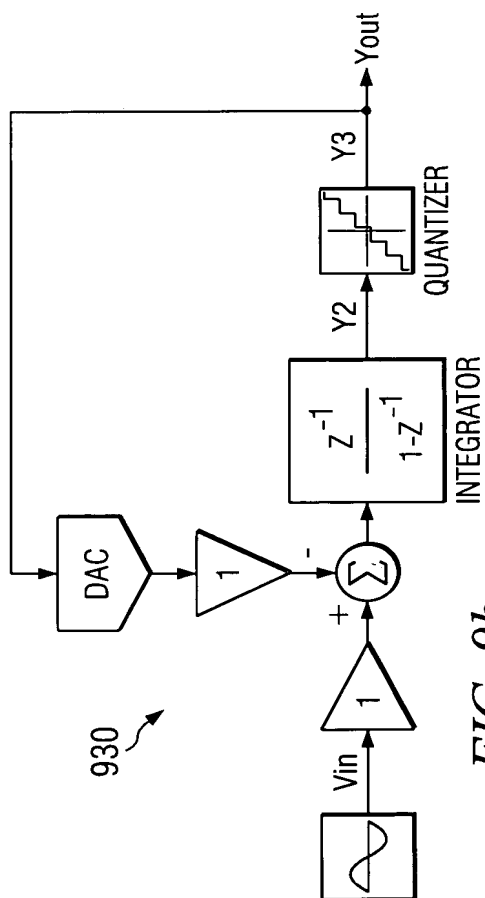 930
DAC
1
-
+
Σ
Vin
1
z⁻¹
1-z⁻¹
INTEGRATOR
Y2
QUANTIZER
Y3
Yout
FIG. 9b